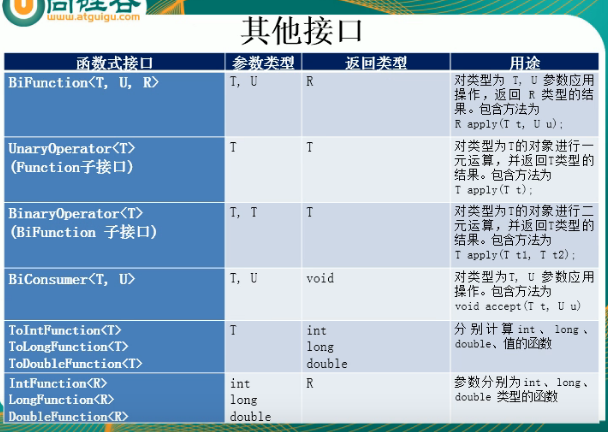 尚硅谷
www.atguigu.com
其他接口
函数式接口 参数类型 返回类型 用途
BiFunction<T, U, R> T, U R 对类型为 T, U 参数应用
操作，返回 R 类型的结
果。包含方法为
R apply(T t, U u);
UnaryOperator<T>
(Function子接口) T T 对类型为T的对象进行一
元运算，并返回T类型的
结果。包含方法为
T apply(T t);
BinaryOperator<T>
(BiFunction 子接口) T, T T 对类型为T的对象进行二
元运算，并返回T类型的
结果。包含方法为
T apply(T t1, T t2);
BiConsumer<T, U> T, U void 对类型为T, U 参数应用
操作。包含方法为
void accept(T t, U u)
ToIntFunction<T> T int 分别计算int、long、
ToLongFunction<T> long double、值的函数
ToDoubleFunction<T> double
IntFunction<R> int R 参数分别为int、long、
LongFunction<R> long double 类型的函数
DoubleFunction<R> double